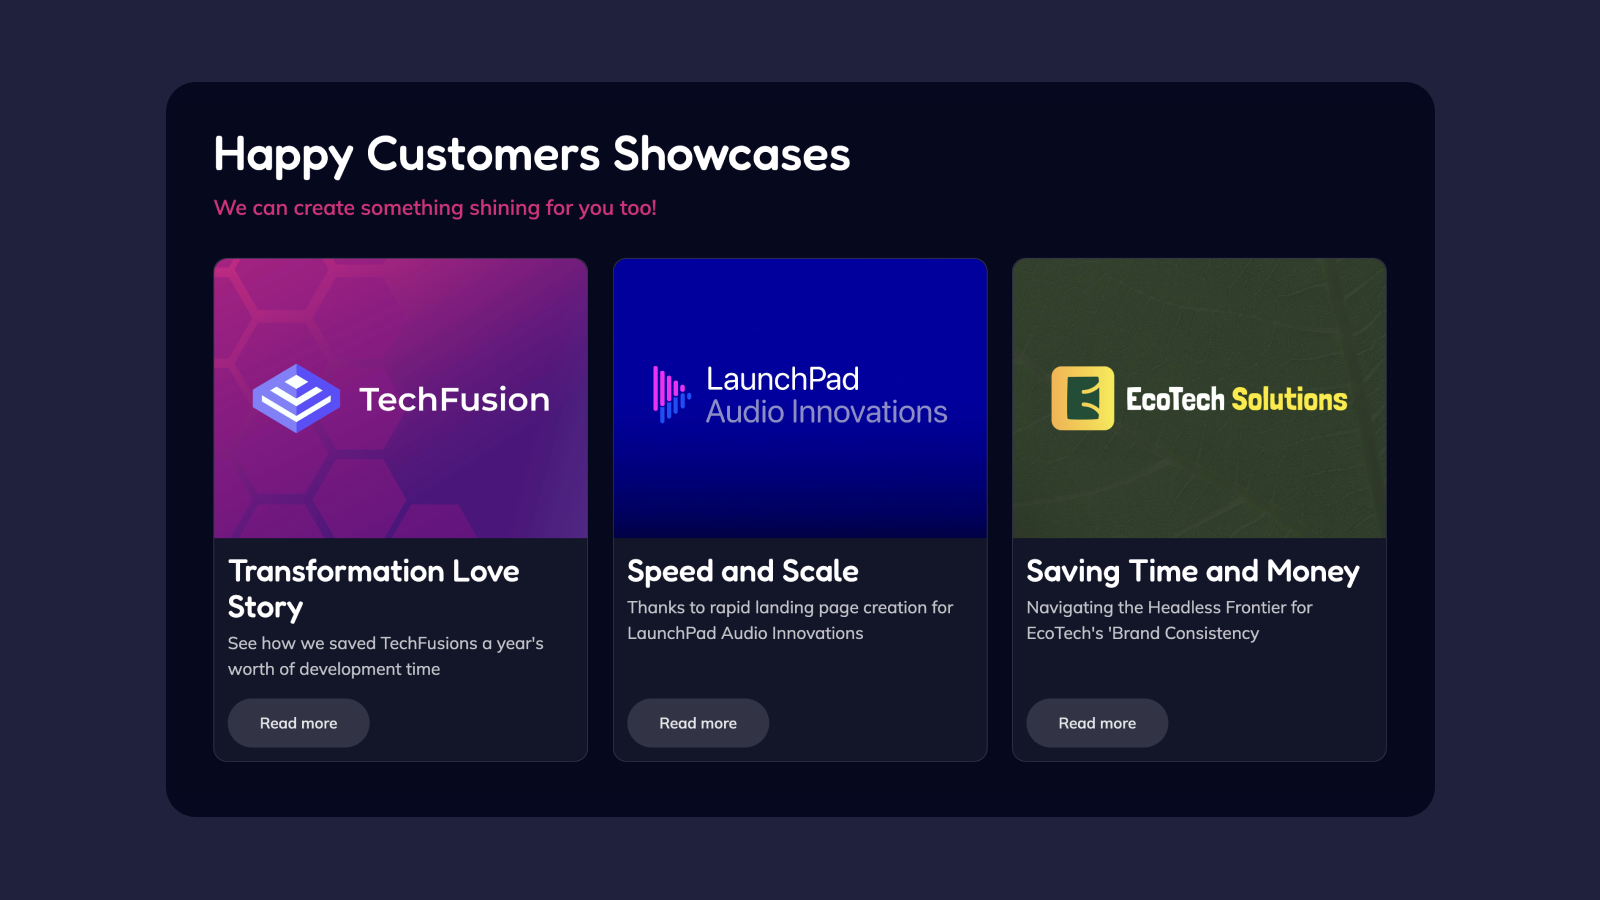 Happy Customers Showcases
We can create something shining for you too!
TechFusion
Transformation Love
Story
See how we saved TechFusions a year's
worth of development time
Read more
LaunchPad
Audio Innovations
Speed and Scale
Thanks to rapid landing page creation for
LaunchPad Audio Innovations
Read more
EcoTech Solutions
Saving Time and Money
Navigating the Headless Frontier for
EcoTech's 'Brand Consistency
Read more